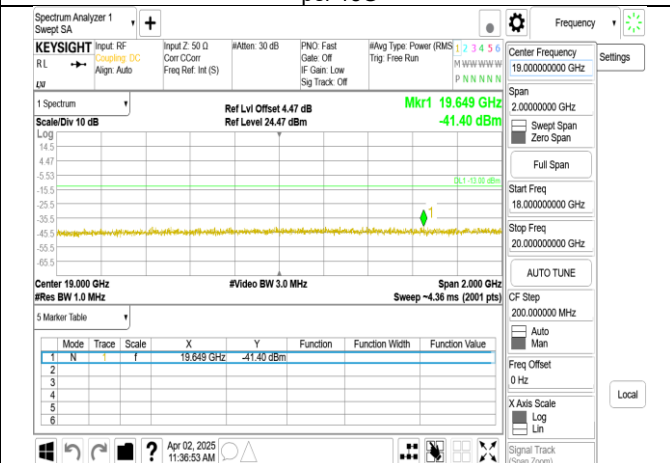 Spectrum Analyzer 1
Swept SA
+
Frequency
KEYSIGHT
RL
Input: RF
Coupling: DC
Align: Auto
Input Z: 50 Ω
Corr CCorr
Freq Ref: Int (S)
#Atten: 30 dB
PNO: Fast
Gate: Off
IF Gain: Low
Sig Track: Off
#Avg Type: Power (RMS
Trig: Free Run
1 2 3 4 5 6
M W W W W W
P N N N N N
LXI
1 Spectrum
Scale/Div 10 dB
Ref Lvl Offset 4.47 dB
Ref Level 24.47 dBm
Mkr1 19.649 GHz
-41.40 dBm
Log
14.5
4.47
-5.53
-15.5
-25.5
-35.5
-45.5
-55.5
-65.5
DL1 -13.00 dBm
1
Center 19.000 GHz
#Res BW 1.0 MHz
#Video BW 3.0 MHz
Span 2.000 GHz
Sweep ~4.36 ms (2001 pts)
5 Marker Table
Mode Trace Scale X Y Function Function Width Function Value
1 N 1 f 19.649 GHz -41.40 dBm
2
3
4
5
6
?
Apr 02, 2025
11:36:53 AM
Center Frequency
19.000000000 GHz
Settings
Span
2.00000000 GHz
Swept Span
Zero Span
Full Span
Start Freq
18.000000000 GHz
Stop Freq
20.000000000 GHz
AUTO TUNE
CF Step
200.000000 MHz
Auto
Man
Freq Offset
0 Hz
X Axis Scale
Log
Lin
Local
Signal Track
(Span Zoom)